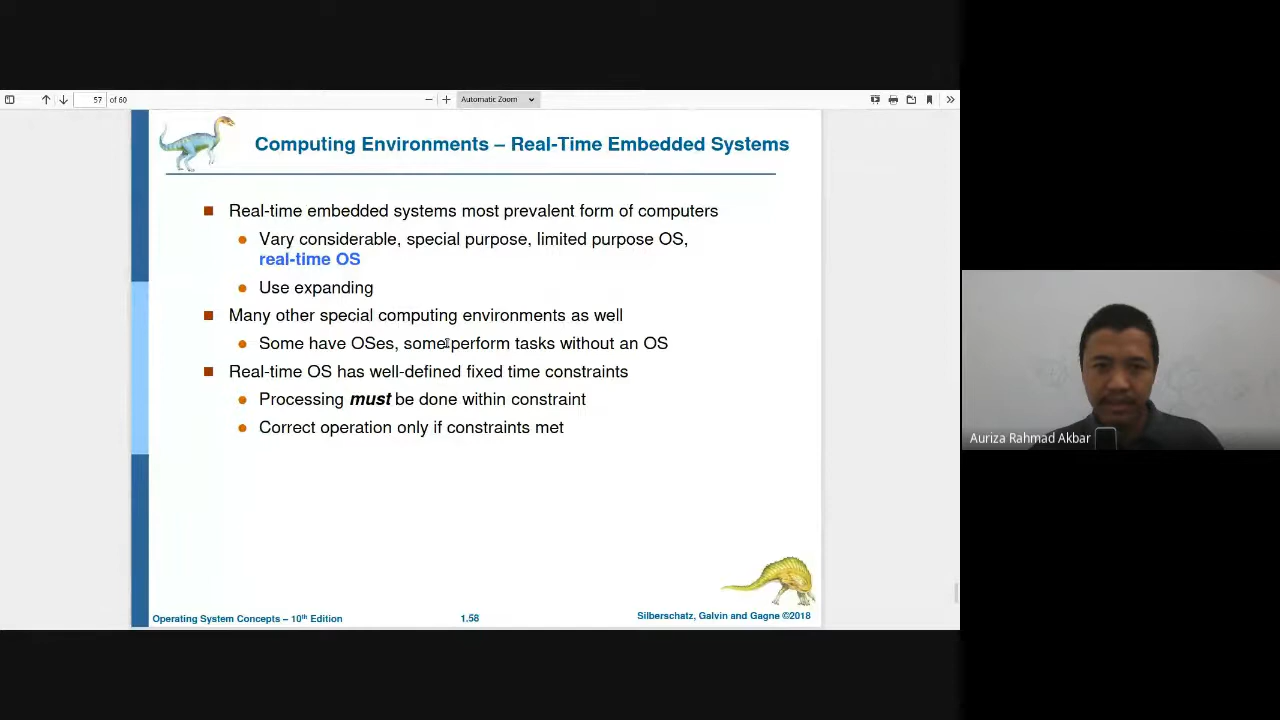 57 of 60
Automatic Zoom
Computing Environments – Real-Time Embedded Systems
Real-time embedded systems most prevalent form of computers
Vary considerable, special purpose, limited purpose OS,
real-time OS
Use expanding
Many other special computing environments as well
Some have OSes, some perform tasks without an OS
Real-time OS has well-defined fixed time constraints
Processing must be done within constraint
Correct operation only if constraints met
Operating System Concepts – 10th Edition
1.58
Silberschatz, Galvin and Gagne ©2018
Auriza Rahmad Akbar